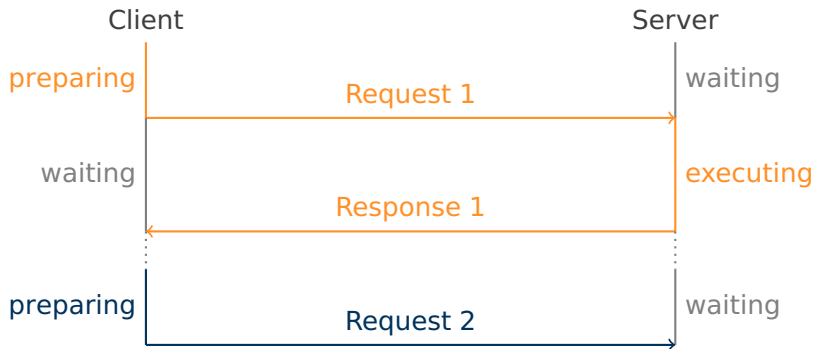 Client
Server
preparing
waiting
Request 1
waiting
executing
Response 1
preparing
waiting
Request 2